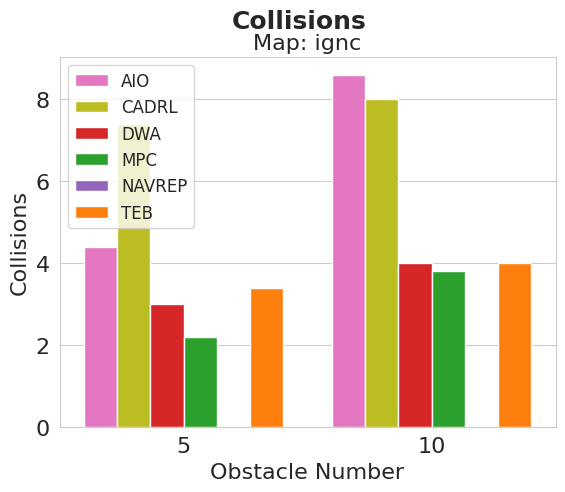 Collisions
Map: ignc
AIO
CADRL
DWA
MPC
NAVREP
TEB
Collisions
8
6
4
2
0
5 10
Obstacle Number